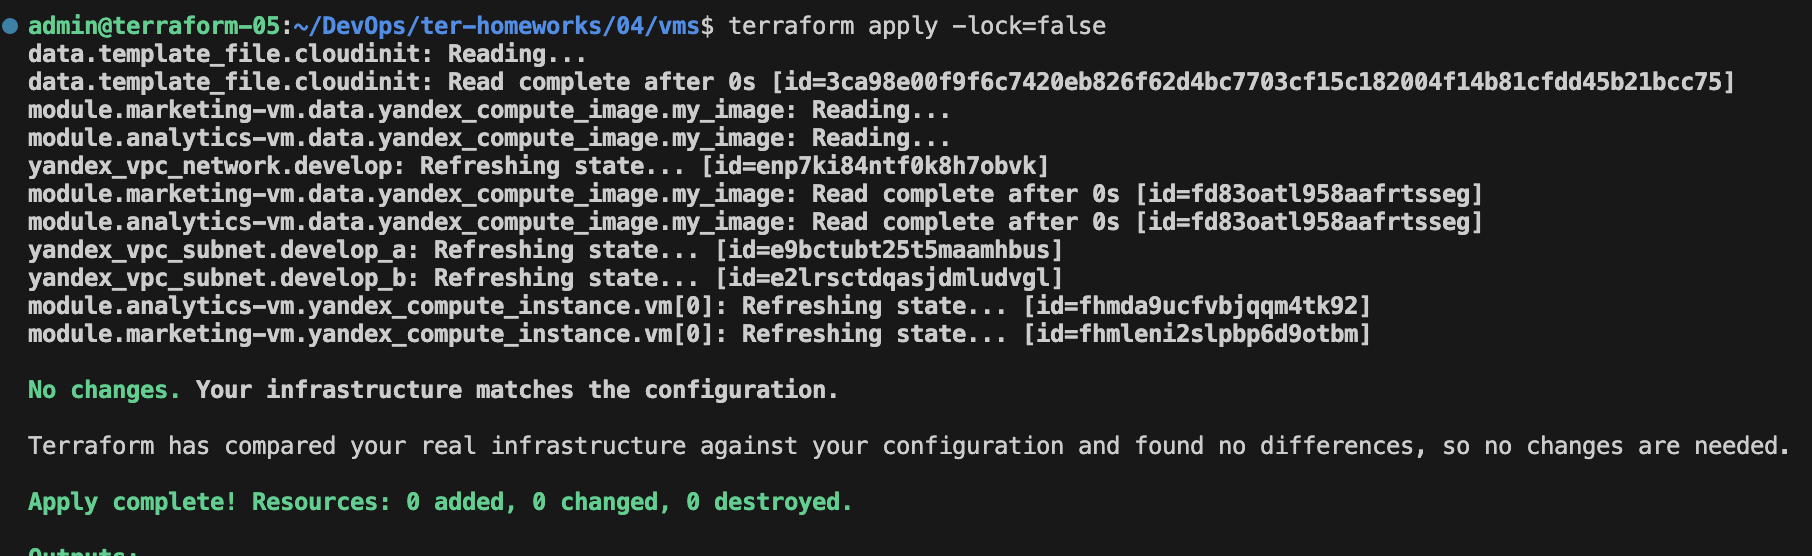 admin@terraform-05:~/DevOps/ter-homeworks/04/vms$ terraform apply -lock=false
data.template_file.cloudinit: Reading...
data.template_file.cloudinit: Read complete after 0s [id=3ca98e00f9f6c7420eb826f62d4bc7703cf15c182004f14b81cfdd45b21bcc75]
module.marketing-vm.data.yandex_compute_image.my_image: Reading...
module.analytics-vm.data.yandex_compute_image.my_image: Reading...
yandex_vpc_network.develop: Refreshing state... [id=enp7ki84ntf0k8h7obvk]
module.marketing-vm.data.yandex_compute_image.my_image: Read complete after 0s [id=fd83oatl958aafrtsseg]
module.analytics-vm.data.yandex_compute_image.my_image: Read complete after 0s [id=fd83oatl958aafrtsseg]
yandex_vpc_subnet.develop_a: Refreshing state... [id=e9bctubt25t5maamhbus]
yandex_vpc_subnet.develop_b: Refreshing state... [id=e2lrsctdqasjdmludvgl]
module.analytics-vm.yandex_compute_instance.vm[0]: Refreshing state... [id=fhmda9ucfvbjqqm4tk92]
module.marketing-vm.yandex_compute_instance.vm[0]: Refreshing state... [id=fhmleni2slpbp6d9otbm]
No changes. Your infrastructure matches the configuration.
Terraform has compared your real infrastructure against your configuration and found no differences, so no changes are needed.
Apply complete! Resources: 0 added, 0 changed, 0 destroyed.
Outputs: